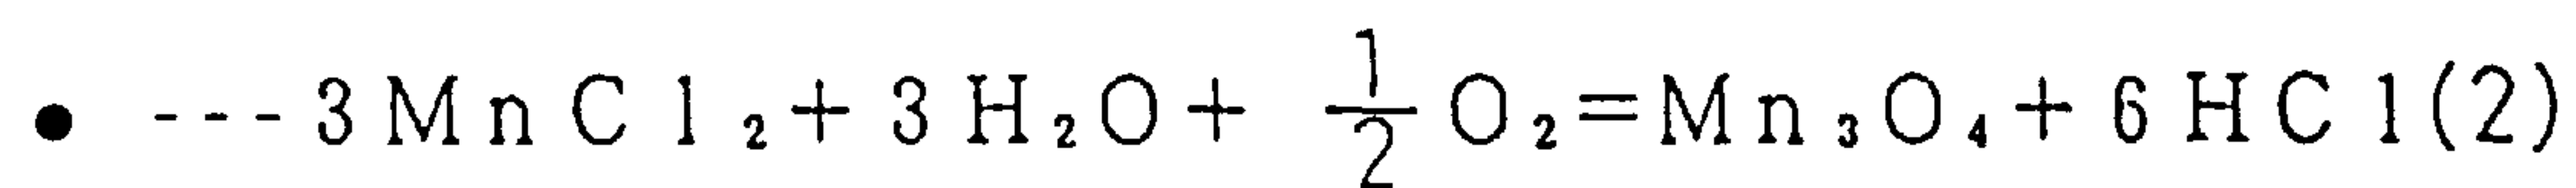 ● ---3MnCl₂+3H₂O+½O₂=Mn₃O₄+6HCl(2)